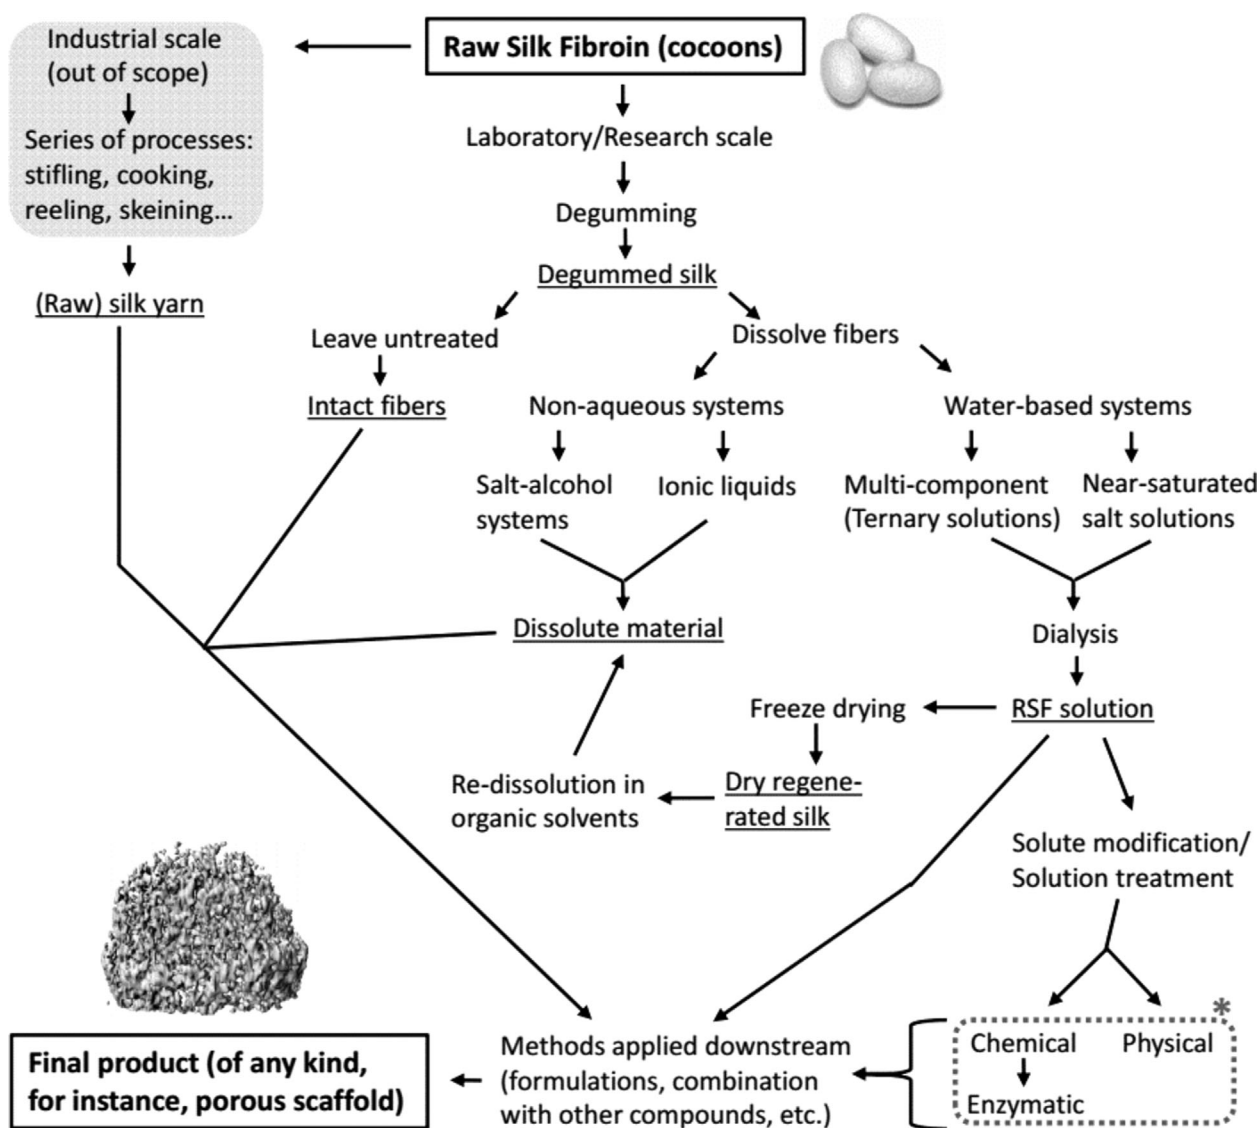 Raw Silk Fibroin (cocoons)
Industrial scale
(out of scope)
Series of processes:
stifling, cooking,
reeling, skeining...
(Raw) silk yarn
Laboratory/Research scale
Degumming
Degummed silk
Leave untreated
Intact fibers
Dissolve fibers
Non-aqueous systems
Water-based systems
Salt-alcohol
systems
Ionic liquids
Multi-component
(Ternary solutions)
Near-saturated
salt solutions
Dissolute material
Dialysis
RSF solution
Freeze drying
Dry regene-
rated silk
Re-dissolution in
organic solvents
Solute modification/
Solution treatment
*
Chemical
Physical
Enzymatic
Methods applied downstream
(formulations, combination
with other compounds, etc.)
Final product (of any kind,
for instance, porous scaffold)